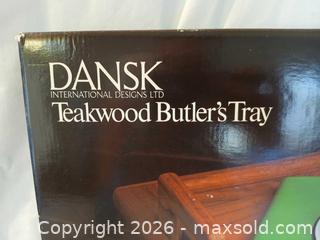 DANSK
INTERNATIONAL DESIGNS LTD
Teakwood Butler's Tray
Copyright 2026 - maxsold.com